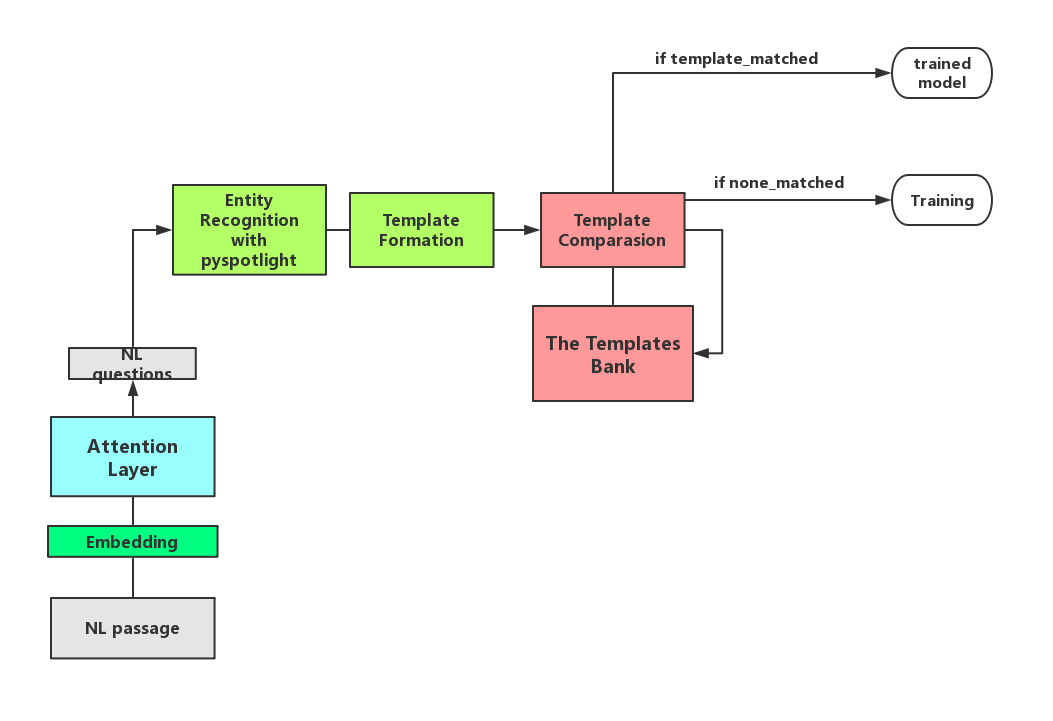 if template_matched
trained
model
if none_matched
Training
Entity
Recognition
with
pyspotlight
Template
Formation
Template
Comparasion
The Templates
Bank
NL
questions
Attention
Layer
Embedding
NL passage